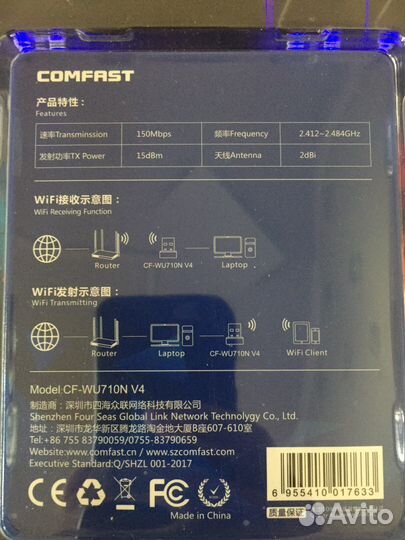 COMFAST
产品特性：
Features
速率Transminssion 150Mbps 频率Frequency 2.412~2.484GHz
发射功率TX Power 15dBm 天线Antenna 2dBi
WiFi接收示意图：
WiFi Receiving Function
Router CF-WU710N V4 Laptop
WiFi发射示意图：
WiFi Transmitting
Router Laptop CF-WU710N V4 WiFi Client
Model:CF-WU710N V4
制造商：深圳市四海众联网络科技有限公司
Shenzhen Four Seas Global Link Network Technology Co., Ltd.
地址：深圳市龙华新区腾龙路淘金地大厦B座607-610室
Tel:+86 755 83790059/0755-83790659
Website:www.comfast.cn www.szcomfast.com
Executive Standard:Q/SHZL 001-2017
CE FC
Made in China
6 955410 017633
质量保证
Avito